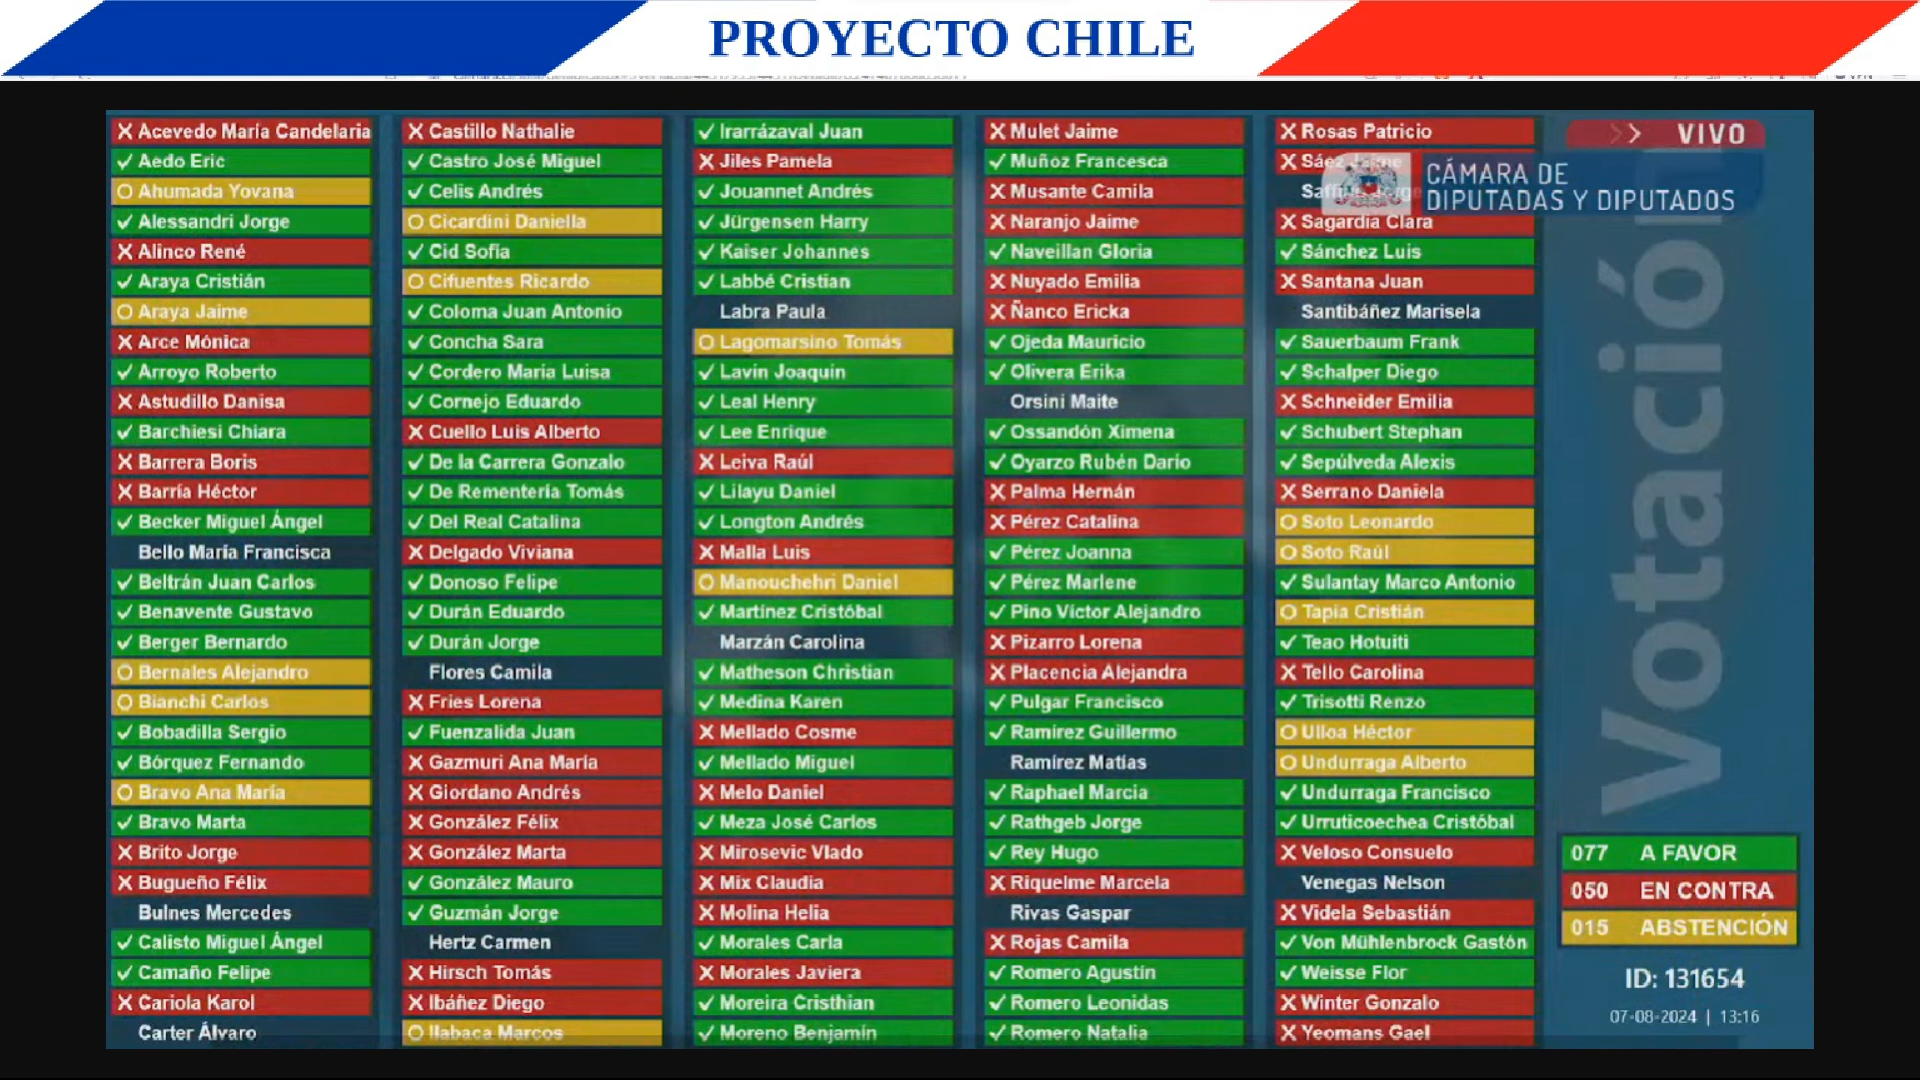 PROYECTO CHILE
X Acevedo María Candelaria
✓ Aedo Eric
O Ahumada Yovana
✓ Alessandri Jorge
X Alinco René
✓ Araya Cristián
O Araya Jaime
X Arce Mónica
✓ Arroyo Roberto
X Astudillo Danisa
✓ Barchiesi Chiara
X Barrera Boris
X Barría Héctor
✓ Becker Miguel Ángel
Bello María Francisca
✓ Beltrán Juan Carlos
✓ Benavente Gustavo
✓ Berger Bernardo
O Bernales Alejandro
O Bianchi Carlos
✓ Bobadilla Sergio
✓ Bórquez Fernando
O Bravo Ana María
✓ Bravo Marta
X Brito Jorge
X Bugueño Félix
Bulnes Mercedes
✓ Calisto Miguel Ángel
✓ Camaño Felipe
X Cariola Karol
Carter Álvaro
X Castillo Nathalie
✓ Castro José Miguel
✓ Celis Andrés
O Cicardini Daniella
✓ Cid Sofía
O Cifuentes Ricardo
✓ Coloma Juan Antonio
✓ Concha Sara
✓ Cordero María Luisa
✓ Cornejo Eduardo
X Cuello Luis Alberto
✓ De la Carrera Gonzalo
✓ De Rementería Tomás
✓ Del Real Catalina
X Delgado Viviana
✓ Donoso Felipe
✓ Durán Eduardo
✓ Durán Jorge
Flores Camila
X Fries Lorena
✓ Fuenzalida Juan
X Gazmuri Ana María
X Giordano Andrés
X González Félix
X González Marta
✓ González Mauro
✓ Guzmán Jorge
Hertz Carmen
X Hirsch Tomás
X Ibáñez Diego
O Ilabaca Marcos
✓ Irarrázaval Juan
X Jiles Pamela
✓ Jouannet Andrés
✓ Jürgensen Harry
✓ Kaiser Johannes
✓ Labbé Cristian
Labra Paula
O Lagomarsino Tomás
✓ Lavín Joaquín
✓ Leal Henry
✓ Lee Enrique
X Leiva Raúl
✓ Lilayu Daniel
✓ Longton Andrés
X Malla Luis
O Manouchehri Daniel
✓ Martínez Cristóbal
Marzán Carolina
✓ Matheson Christian
✓ Medina Karen
X Mellado Cosme
✓ Mellado Miguel
X Melo Daniel
✓ Meza José Carlos
X Mirosevic Vlado
X Mix Claudia
X Molina Helia
✓ Morales Carla
X Morales Javiera
✓ Moreira Cristhian
✓ Moreno Benjamín
X Mulet Jaime
✓ Muñoz Francesca
X Musante Camila
X Naranjo Jaime
✓ Naveillan Gloria
X Nuyado Emilia
X Ñanco Ericka
✓ Ojeda Mauricio
✓ Olivera Erika
Orsini Maite
✓ Ossandón Ximena
✓ Oyarzo Rubén Darío
X Palma Hernán
X Pérez Catalina
✓ Pérez Joanna
✓ Pérez Marlene
✓ Pino Víctor Alejandro
X Pizarro Lorena
X Placencia Alejandra
✓ Pulgar Francisco
✓ Ramírez Guillermo
Ramírez Matías
✓ Raphael Marcia
✓ Rathgeb Jorge
✓ Rey Hugo
X Riquelme Marcela
Rivas Gaspar
X Rojas Camila
✓ Romero Agustín
✓ Romero Leonidas
✓ Romero Natalia
X Rosas Patricio
X Sáez
X Sagardía Clara
✓ Sánchez Luis
X Santana Juan
Santibáñez Marisela
✓ Sauerbaum Frank
✓ Schalper Diego
X Schneider Emilia
✓ Schubert Stephan
✓ Sepúlveda Alexis
X Serrano Daniela
O Soto Leonardo
O Soto Raúl
✓ Sulantay Marco Antonio
O Tapia Cristián
✓ Teao Hotuiti
X Tello Carolina
✓ Trisotti Renzo
O Ulloa Héctor
O Undurraga Alberto
✓ Undurraga Francisco
✓ Urruticoechea Cristóbal
X Veloso Consuelo
Venegas Nelson
X Videla Sebastián
✓ Von Mühlenbrock Gastón
✓ Weisse Flor
X Winter Gonzalo
X Yeomans Gael
>> VIVO
CÁMARA DE
DIPUTADAS Y DIPUTADOS
Votación
077 A FAVOR
050 EN CONTRA
015 ABSTENCIÓN
ID: 131654
07-08-2024 | 13:16